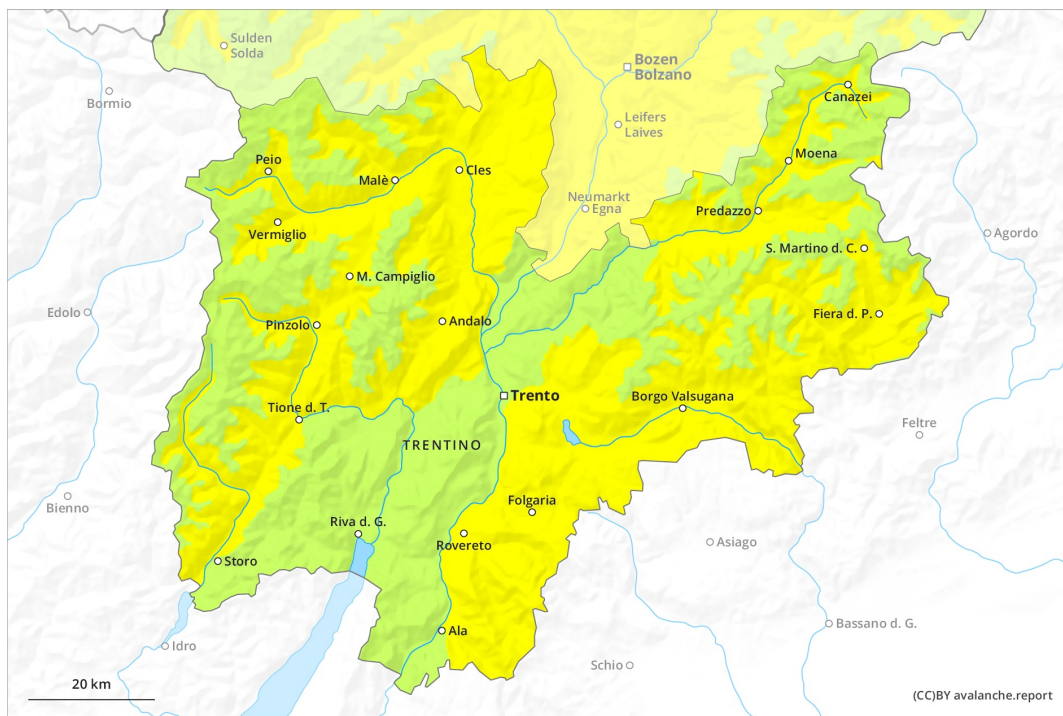 Sulden
Solda
Bozen
Bolzano
Bormio
Canazei
Leifers
Laives
Peio
Moena
Malè
Cles
Neumarkt
Egna
Predazzo
Vermiglio
Agordo
S. Martino d. C.
M. Campiglio
Edolo
Pinzolo
Andalo
Fiera d. P.
Trento
Borgo Valsugana
Tione d. T.
Feltre
TRENTINO
Bienno
Folgaria
Riva d. G.
Rovereto
Asiago
Storo
Bassano d. G.
Ala
Idro
Schio
20 km
(CC)BY avalanche.report